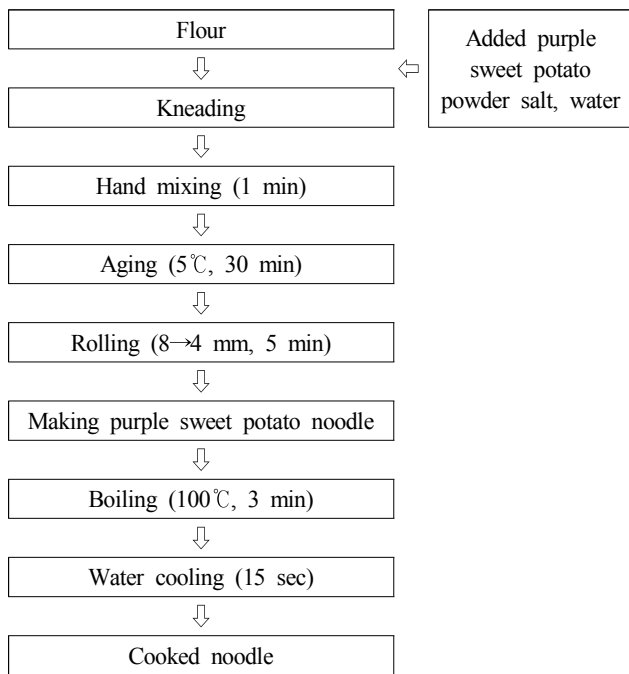 Flour
Added purple
sweet potato
powder salt, water
Kneading
Hand mixing (1 min)
Aging (5℃, 30 min)
Rolling (8→4 mm, 5 min)
Making purple sweet potato noodle
Boiling (100℃, 3 min)
Water cooling (15 sec)
Cooked noodle